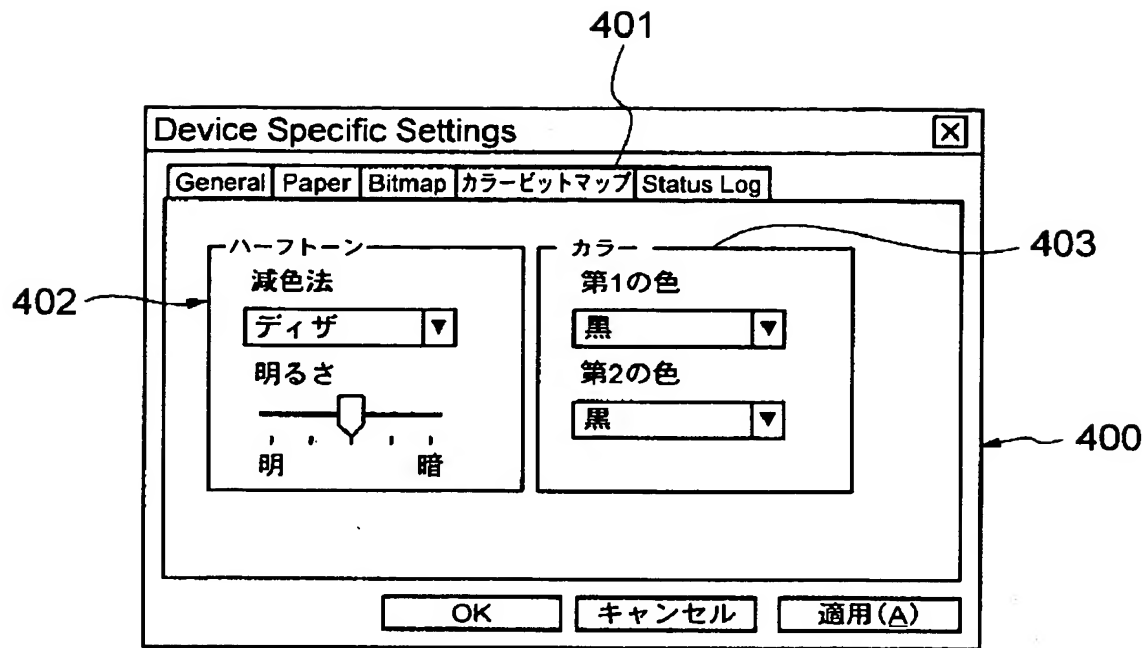 401
Device Specific Settings
General Paper Bitmap カラービットマップ Status Log
ハーフトーン
減色法
ディザ
明るさ
明 暗
カラー
第1の色
黒
第2の色
黒
402
403
400
OK キャンセル 適用(A)